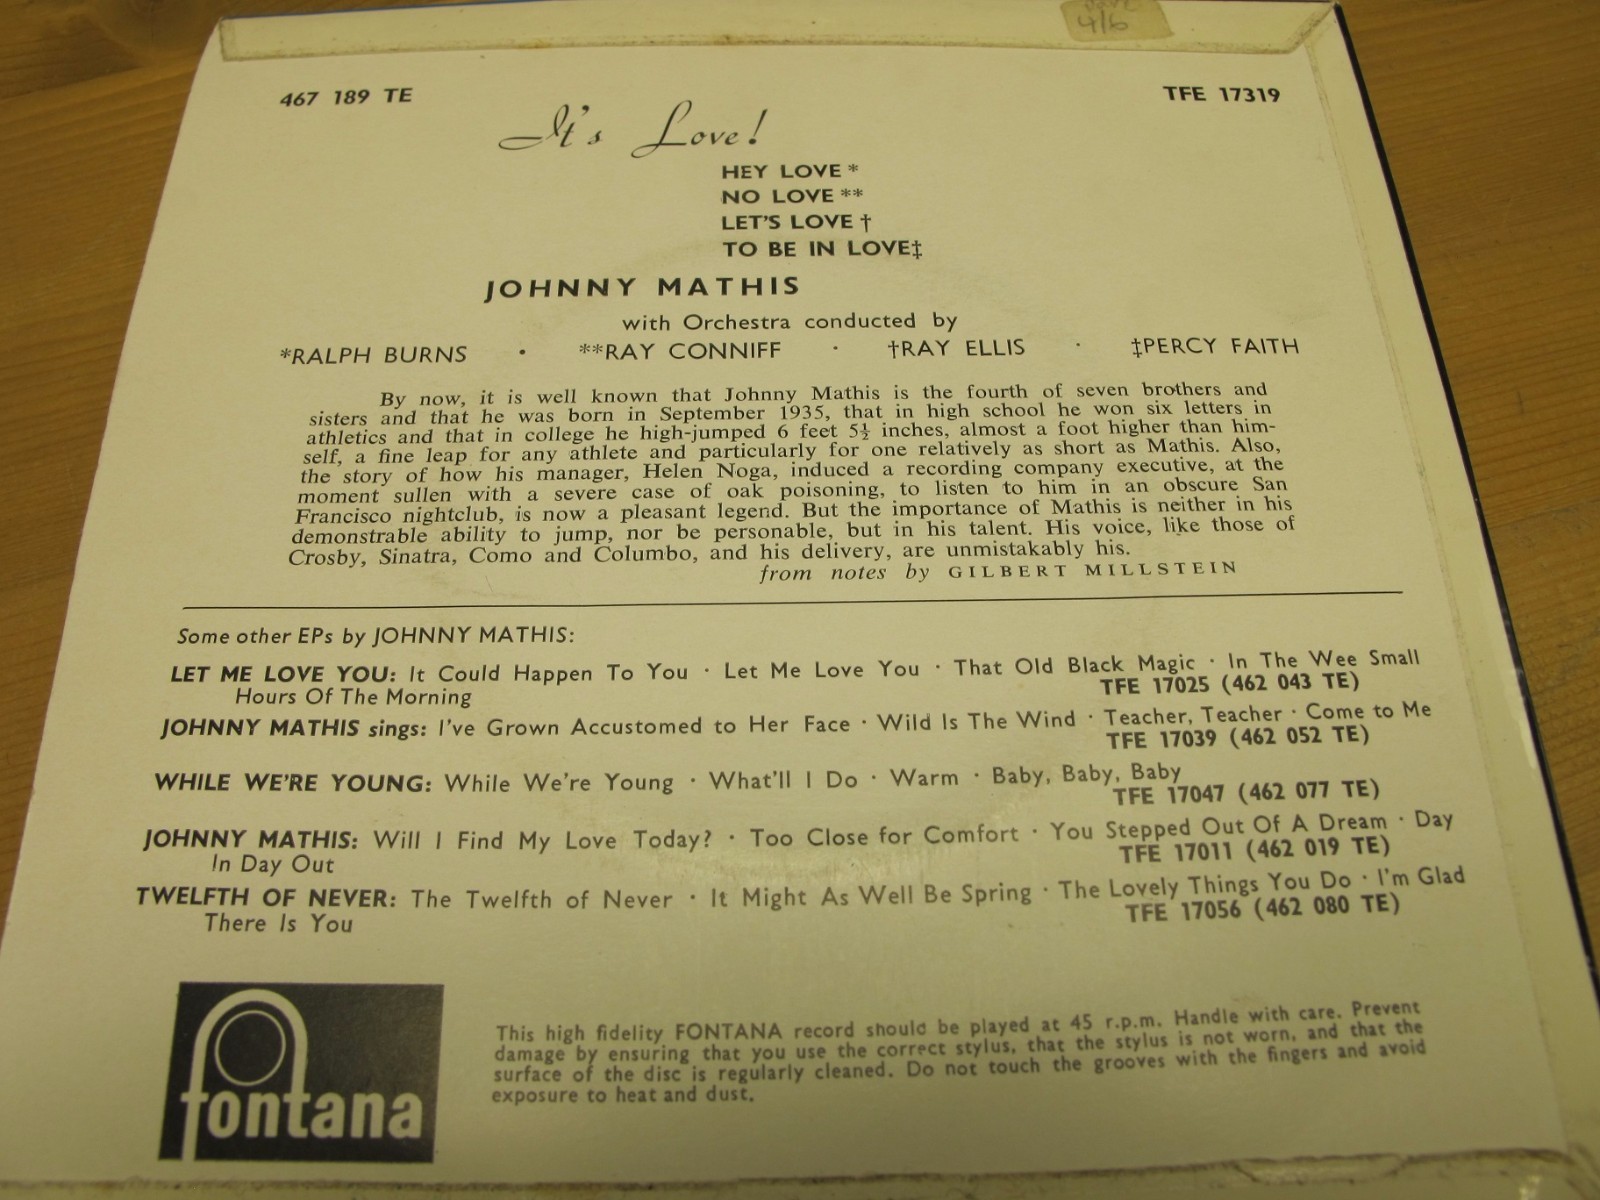 4/6
467 189 TE
TFE 17319
It's Love!
HEY LOVE *
NO LOVE **
LET'S LOVE †
TO BE IN LOVE‡
JOHNNY MATHIS
with Orchestra conducted by
*RALPH BURNS · **RAY CONNIFF · †RAY ELLIS · ‡PERCY FAITH
By now, it is well known that Johnny Mathis is the fourth of seven brothers and
sisters and that he was born in September 1935, that in high school he won six letters in
athletics and that in college he high-jumped 6 feet 5½ inches, almost a foot higher than him-
self, a fine leap for any athlete and particularly for one relatively as short as Mathis. Also,
the story of how his manager, Helen Noga, induced a recording company executive, at the
moment sullen with a severe case of oak poisoning, to listen to him in an obscure San
Francisco nightclub, is now a pleasant legend. But the importance of Mathis is neither in his
demonstrable ability to jump, nor be personable, but in his talent. His voice, like those of
Crosby, Sinatra, Como and Columbo, and his delivery, are unmistakably his.
from notes by GILBERT MILLSTEIN
Some other EPs by JOHNNY MATHIS:
LET ME LOVE YOU: It Could Happen To You · Let Me Love You · That Old Black Magic · In The Wee Small
Hours Of The Morning TFE 17025 (462 043 TE)
JOHNNY MATHIS sings: I've Grown Accustomed to Her Face · Wild Is The Wind · Teacher, Teacher · Come to Me
TFE 17039 (462 052 TE)
WHILE WE'RE YOUNG: While We're Young · What'll I Do · Warm · Baby, Baby, Baby
TFE 17047 (462 077 TE)
JOHNNY MATHIS: Will I Find My Love Today? · Too Close for Comfort · You Stepped Out Of A Dream · Day
In Day Out TFE 17011 (462 019 TE)
TWELFTH OF NEVER: The Twelfth of Never · It Might As Well Be Spring · The Lovely Things You Do · I'm Glad
There Is You TFE 17056 (462 080 TE)
fontana
This high fidelity FONTANA record should be played at 45 r.p.m. Handle with care. Prevent
damage by ensuring that you use the correct stylus, that the stylus is not worn, and that the
surface of the disc is regularly cleaned. Do not touch the grooves with the fingers and avoid
exposure to heat and dust.